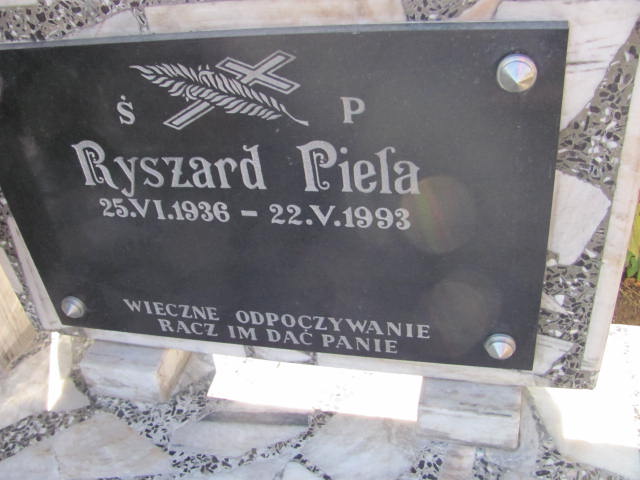 Ś P
Ryszard Piela
25.VI.1936 – 22.V.1993
WIECZNE ODPOCZYWANIE
RACZ IM DAĆ PANIE